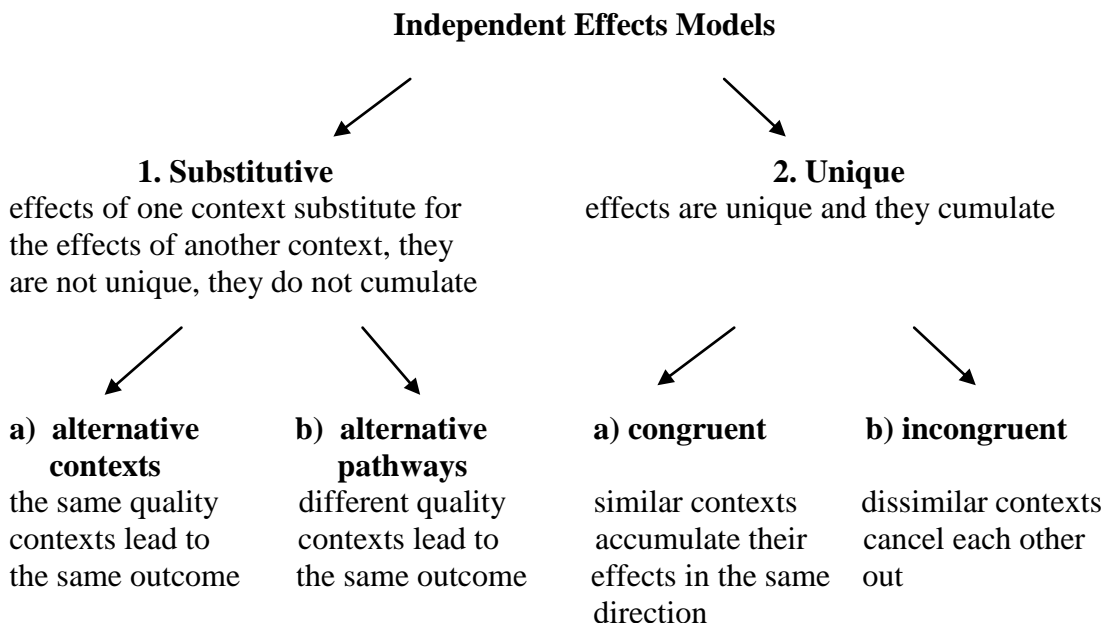 Independent Effects Models
1. Substitutive
effects of one context substitute for
the effects of another context, they
are not unique, they do not cumulate
2. Unique
effects are unique and they cumulate
a) alternative
contexts
the same quality
contexts lead to
the same outcome
b) alternative
pathways
different quality
contexts lead to
the same outcome
a) congruent
similar contexts
accumulate their
effects in the same
direction
b) incongruent
dissimilar contexts
cancel each other
out